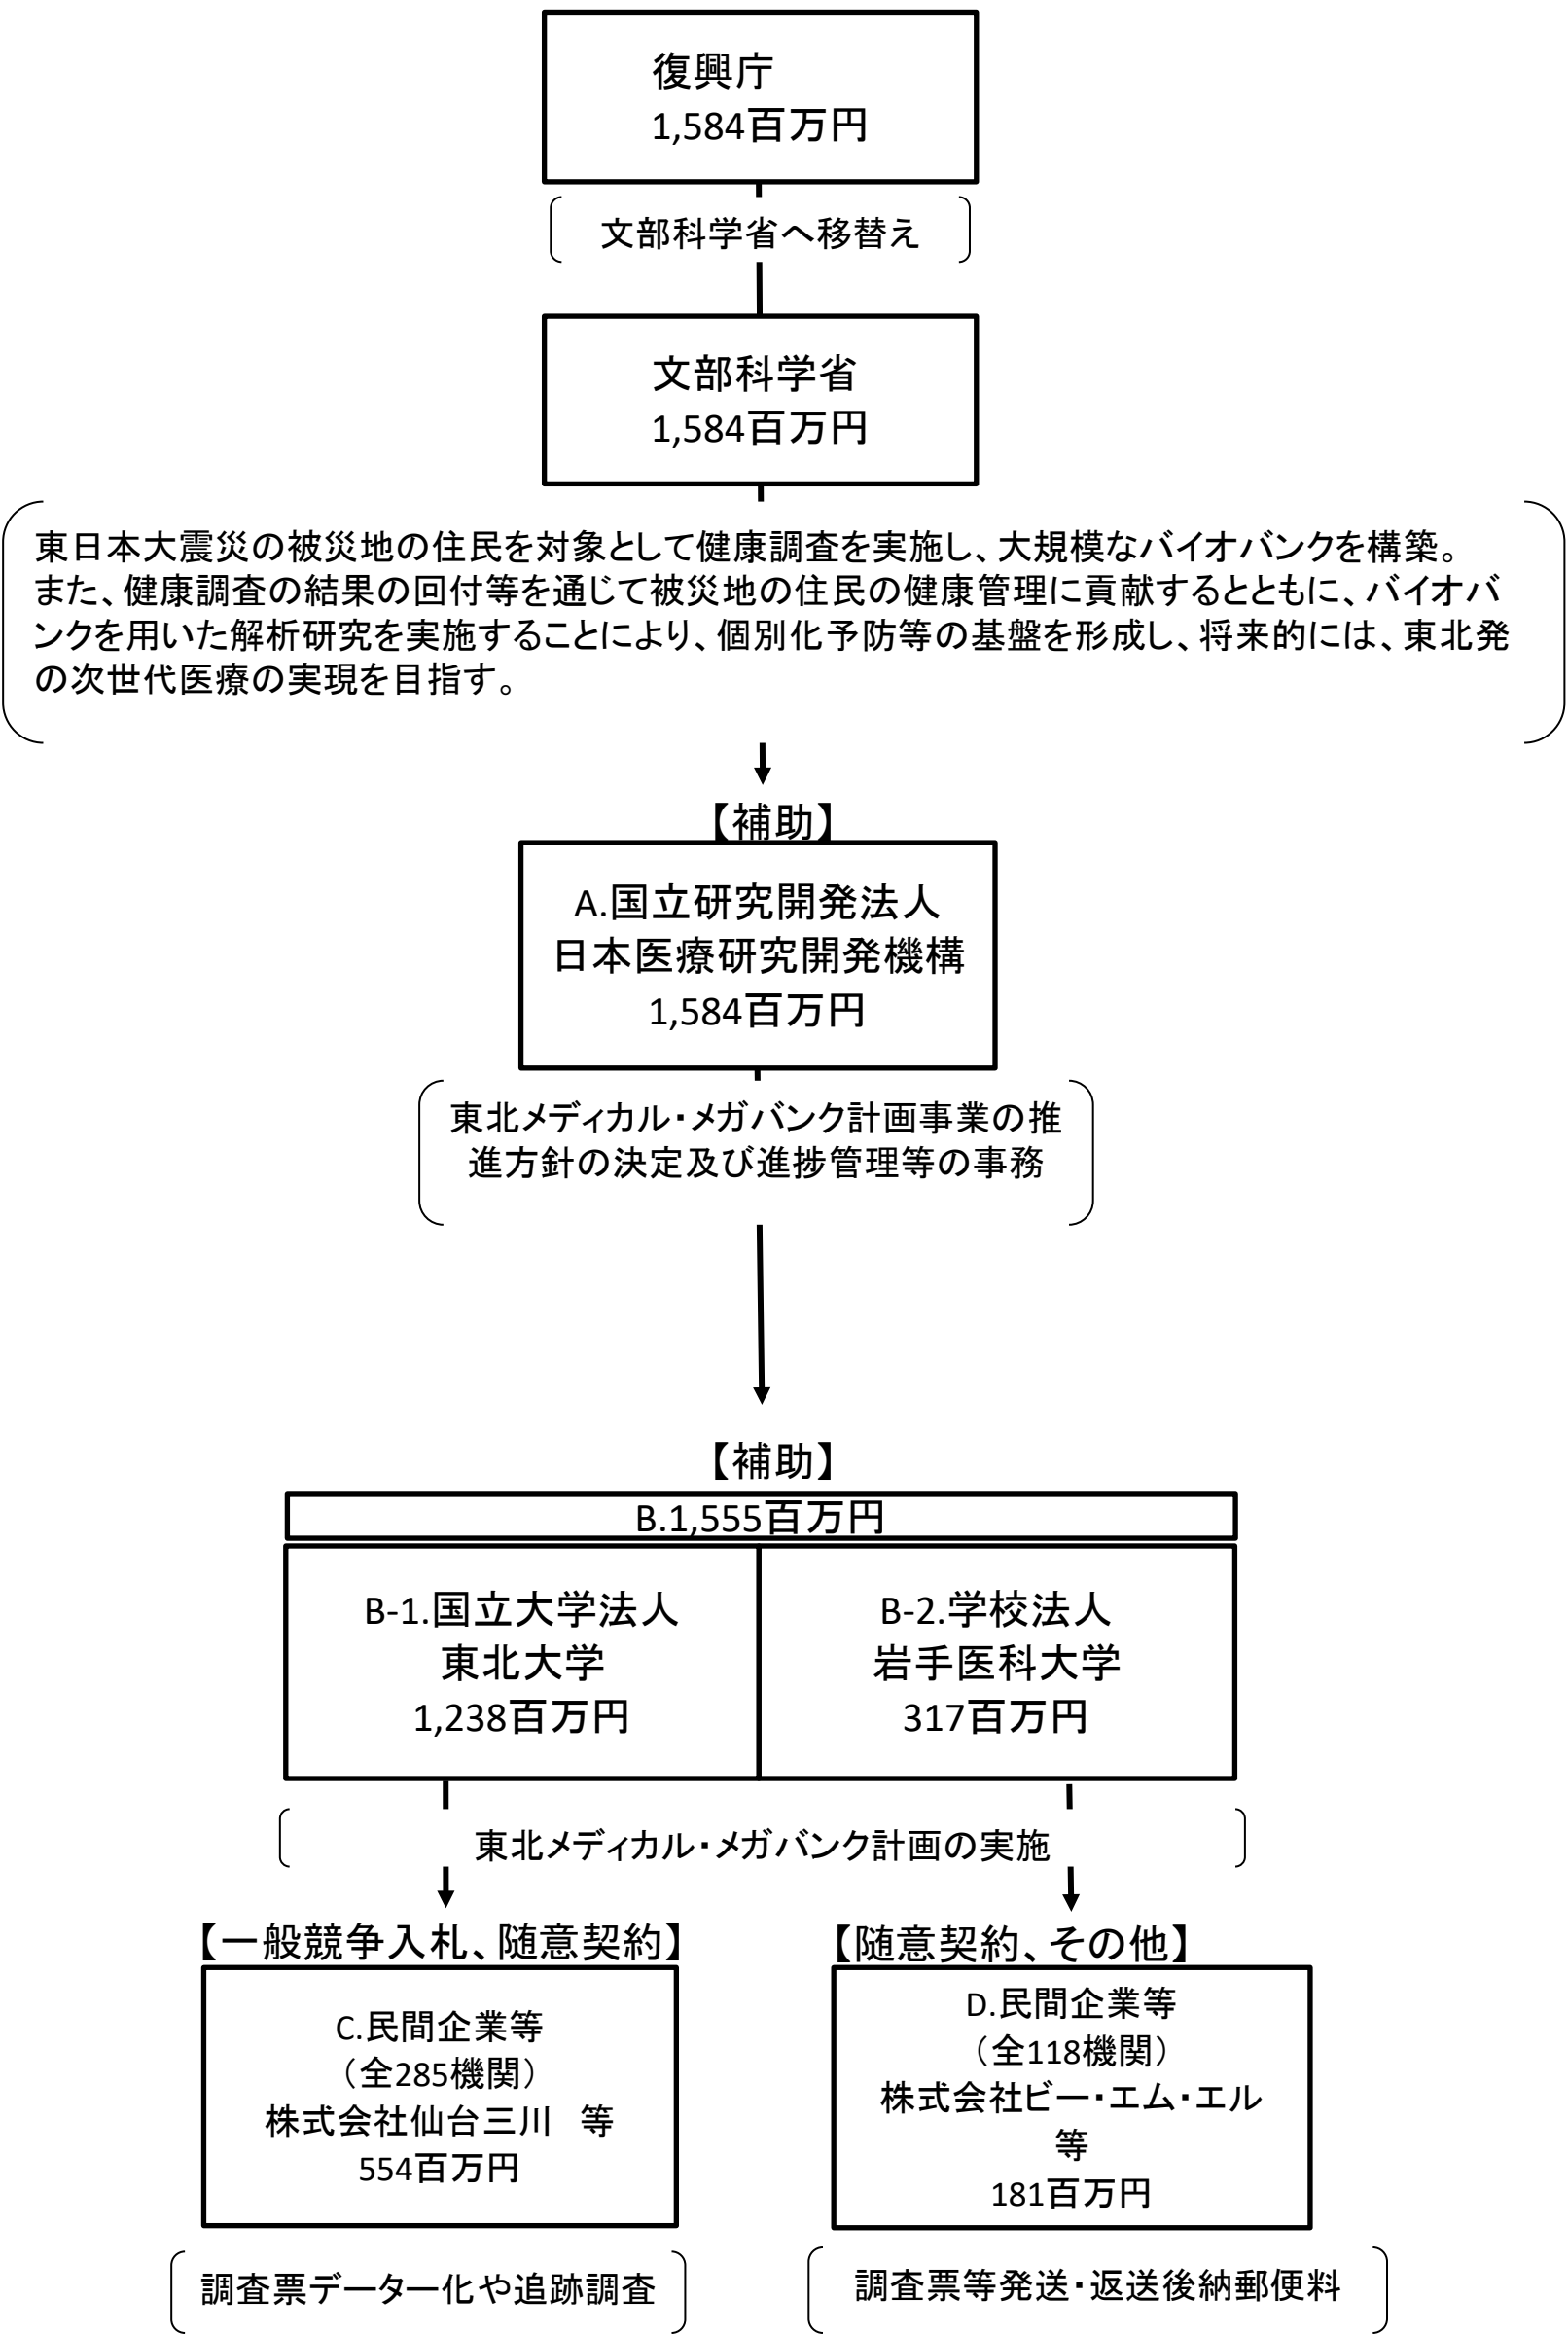 復興庁
1,584百万円
文部科学省へ移替え
文部科学省
1,584百万円
東日本大震災の被災地の住民を対象として健康調査を実施し、大規模なバイオバンクを構築。
また、健康調査の結果の回付等を通じて被災地の住民の健康管理に貢献するとともに、バイオバ
ンクを用いた解析研究を実施することにより、個別化予防等の基盤を形成し、将来的には、東北発
の次世代医療の実現を目指す。
【補助】
A.国立研究開発法人
日本医療研究開発機構
1,584百万円
東北メディカル・メガバンク計画事業の推
進方針の決定及び進捗管理等の事務
【補助】
B.1,555百万円
B-1.国立大学法人
東北大学
1,238百万円
B-2.学校法人
岩手医科大学
317百万円
東北メディカル・メガバンク計画の実施
【一般競争入札、随意契約】
C.民間企業等
（全285機関）
株式会社仙台三川　等
554百万円
調査票データー化や追跡調査
【随意契約、その他】
D.民間企業等
（全118機関）
株式会社ビー・エム・エル
等
181百万円
調査票等発送・返送後納郵便料